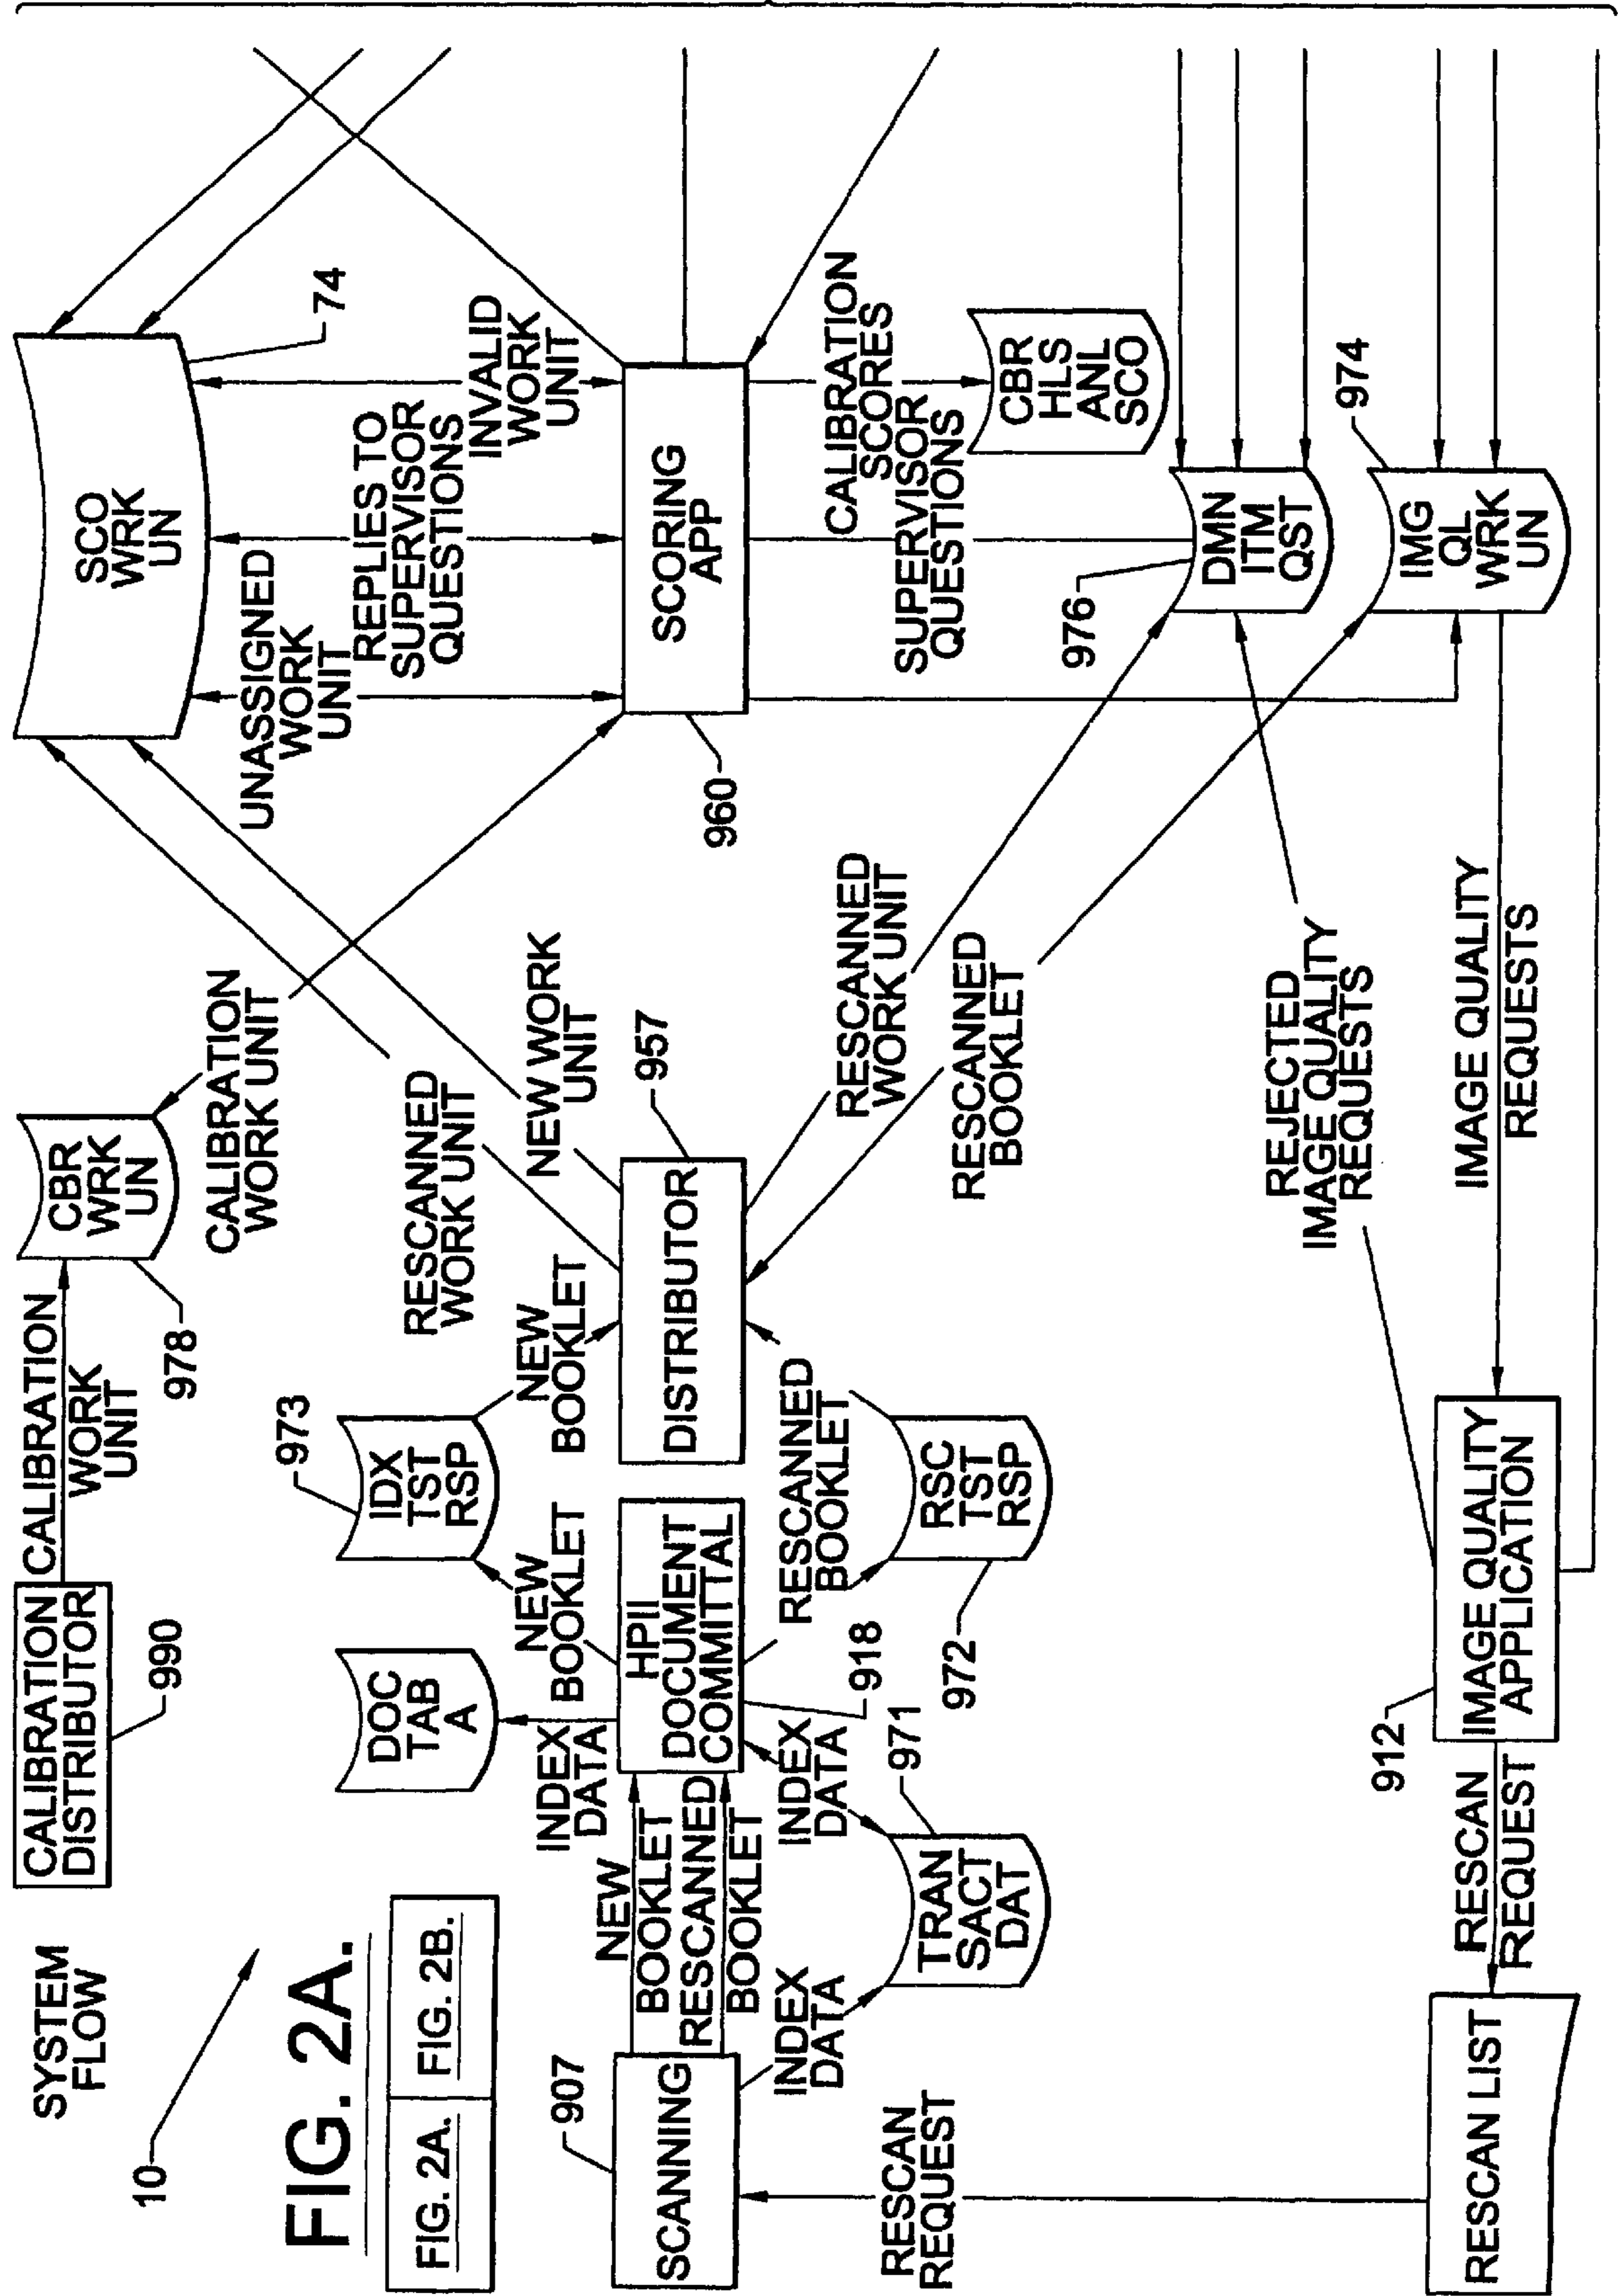 SYSTEM
FLOW
10
FIG. 2A.
FIG. 2A.
FIG. 2B.
CALIBRATION
DISTRIBUTOR
990
CALIBRATION
WORK
UNIT
CBR
WRK
UN
978
CALIBRATION
WORK UNIT
SCO
WRK
UN
74
UNASSIGNED
WORK
UNIT
REPLIES TO
SUPERVISOR
QUESTIONS
INVALID
WORK
UNIT
DOC
TAB
A
IDX
TST
RSP
973
RESCANNED
WORK UNIT
NEW WORK
UNIT
INDEX
DATA
NEW
BOOKLET
NEW
BOOKLET
907
SCANNING
NEW
BOOKLET
RESCANNED
BOOKLET
HPII
DOCUMENT
COMMITTAL
918
DISTRIBUTOR
957
SCORING
APP
960
INDEX
DATA
INDEX
DATA
TRAN
SACT
DAT
971
RESCANNED
BOOKLET
RSC
TST
RSP
972
RESCANNED
WORK UNIT
RESCANNED
BOOKLET
CALIBRATION
SCORES
SUPERVISOR
QUESTIONS
CBR
HLS
ANL
SCO
976
DMN
ITM
QST
974
IMG
QL
WRK
UN
REJECTED
IMAGE QUALITY
REQUESTS
IMAGE QUALITY
REQUESTS
912
IMAGE QUALITY
APPLICATION
RESCAN
REQUEST
RESCAN LIST
RESCAN
REQUEST